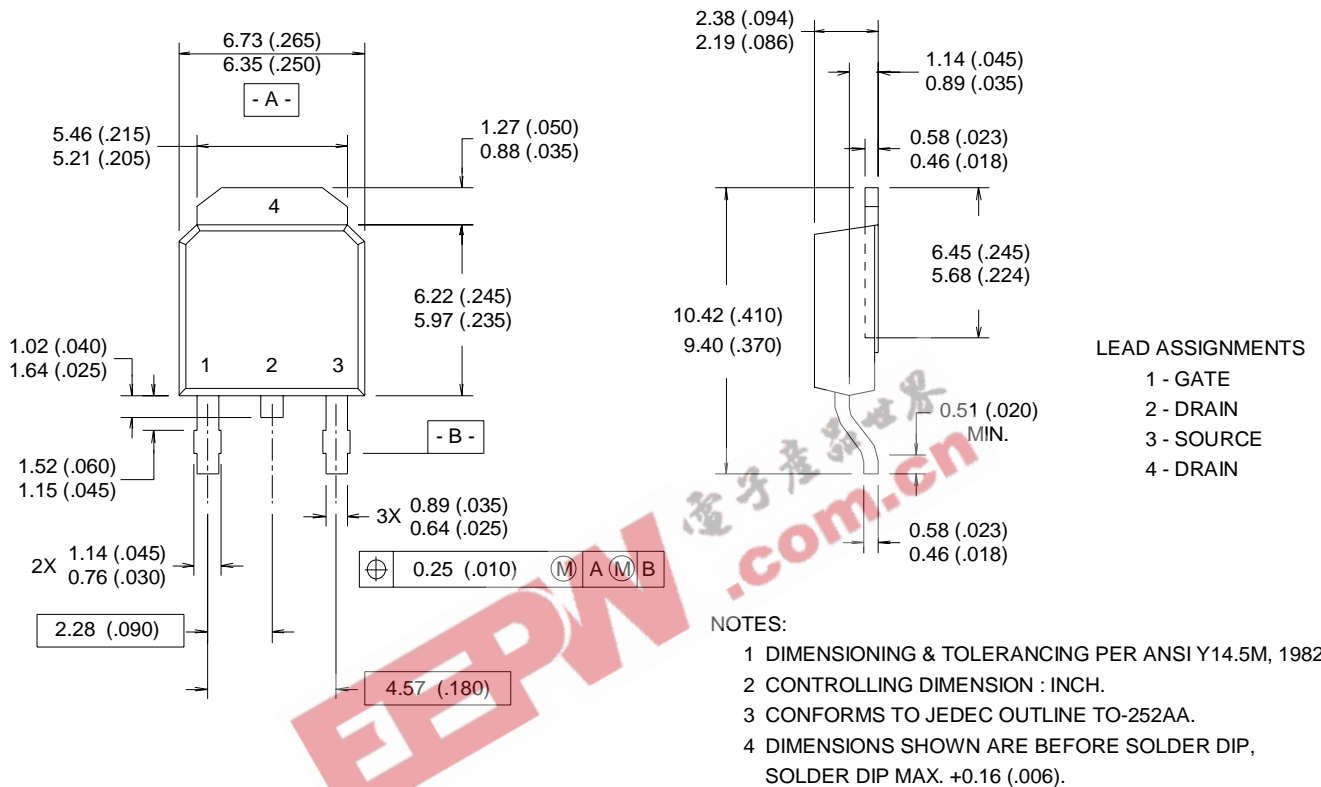 6.73 (.265)
6.35 (.250)
- A -
5.46 (.215)
5.21 (.205)
1.27 (.050)
0.88 (.035)
4
6.22 (.245)
5.97 (.235)
1.02 (.040)
1.64 (.025)
1
2
3
- B -
1.52 (.060)
1.15 (.045)
3X
0.89 (.035)
0.64 (.025)
2X
1.14 (.045)
0.76 (.030)
⌖ 0.25 (.010) Ⓜ A Ⓜ B
2.28 (.090)
4.57 (.180)
2.38 (.094)
2.19 (.086)
1.14 (.045)
0.89 (.035)
0.58 (.023)
0.46 (.018)
6.45 (.245)
5.68 (.224)
10.42 (.410)
9.40 (.370)
0.51 (.020)
MIN.
0.58 (.023)
0.46 (.018)
LEAD ASSIGNMENTS
1 - GATE
2 - DRAIN
3 - SOURCE
4 - DRAIN
NOTES:
1 DIMENSIONING & TOLERANCING PER ANSI Y14.5M, 1982
2 CONTROLLING DIMENSION : INCH.
3 CONFORMS TO JEDEC OUTLINE TO-252AA.
4 DIMENSIONS SHOWN ARE BEFORE SOLDER DIP,
SOLDER DIP MAX. +0.16 (.006).
EEPW
電子產品世界
.com.cn